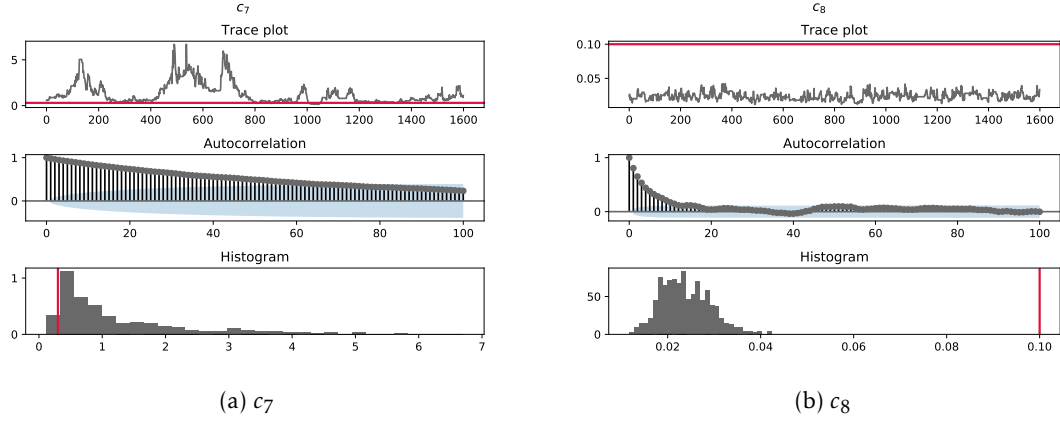 c7
Trace plot
5
0
0 200 400 600 800 1000 1200 1400 1600
Autocorrelation
1
0
0 20 40 60 80 100
Histogram
1
0
0 1 2 3 4 5 6 7
(a) c7
c8
Trace plot
0.10
0.05
0 200 400 600 800 1000 1200 1400 1600
Autocorrelation
1
0
0 20 40 60 80 100
Histogram
50
0
0.02 0.04 0.06 0.08 0.10
(b) c8